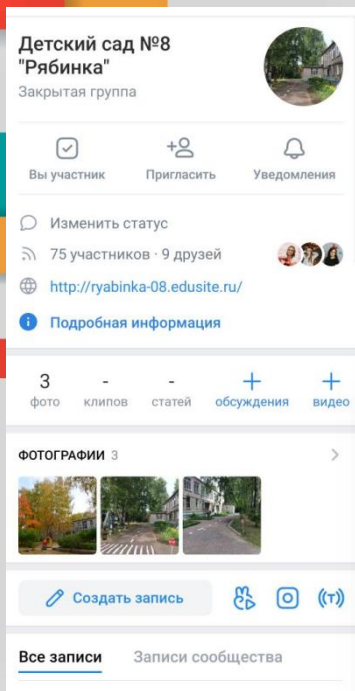 Детский сад №8
"Рябинка"
Закрытая группа
Вы участник Пригласить Уведомления
Изменить статус
75 участников · 9 друзей
http://ryabinka-08.edusite.ru/
Подробная информация
3 - - + +
фото клипов статей обсуждения видео
ФОТОГРАФИИ 3
Создать запись
Все записи Записи сообщества